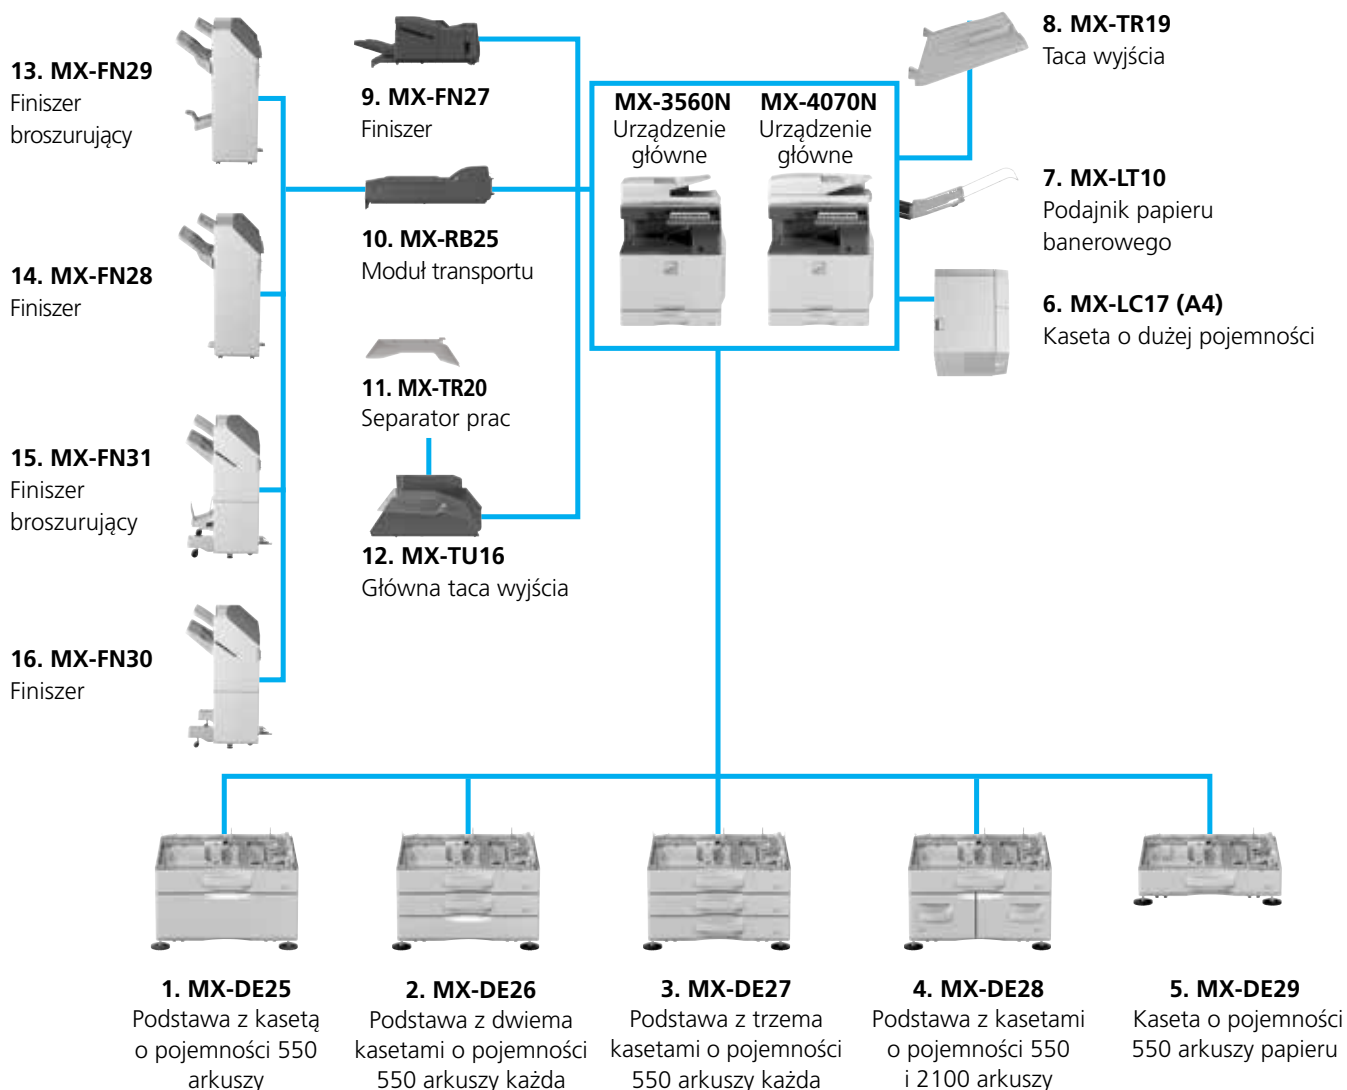 13. MX-FN29
Finiszer
broszurujący
14. MX-FN28
Finiszer
15. MX-FN31
Finiszer
broszurujący
16. MX-FN30
Finiszer
9. MX-FN27
Finiszer
10. MX-RB25
Moduł transportu
11. MX-TR20
Separator prac
12. MX-TU16
Główna taca wyjścia
MX-3560N
Urządzenie
główne
MX-4070N
Urządzenie
główne
8. MX-TR19
Taca wyjścia
7. MX-LT10
Podajnik papieru
banerowego
6. MX-LC17 (A4)
Kaseta o dużej pojemności
1. MX-DE25
Podstawa z kasetą
o pojemności 550
arkuszy
2. MX-DE26
Podstawa z dwiema
kasetami o pojemności
550 arkuszy każda
3. MX-DE27
Podstawa z trzema
kasetami o pojemności
550 arkuszy każda
4. MX-DE28
Podstawa z kasetami
o pojemności 550
i 2100 arkuszy
5. MX-DE29
Kaseta o pojemności
550 arkuszy papieru